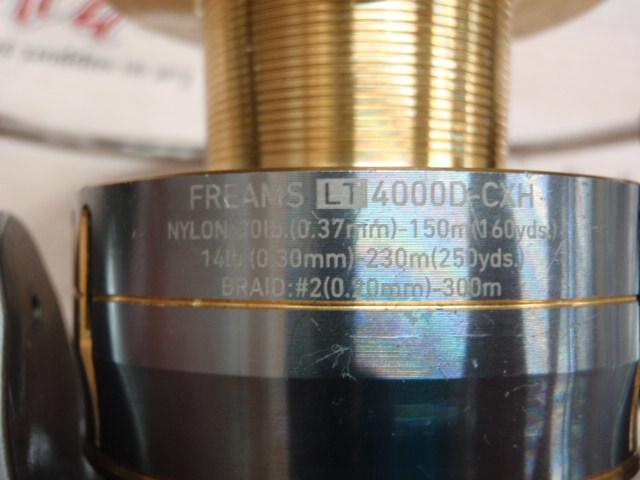 FREAMS LT 4000D-CXH
NYLON:20lb.(0.37mm)-150m(160yds.)
14lb.(0.30mm)-230m(250yds.)
BRAID:#2(0.20mm)-300m